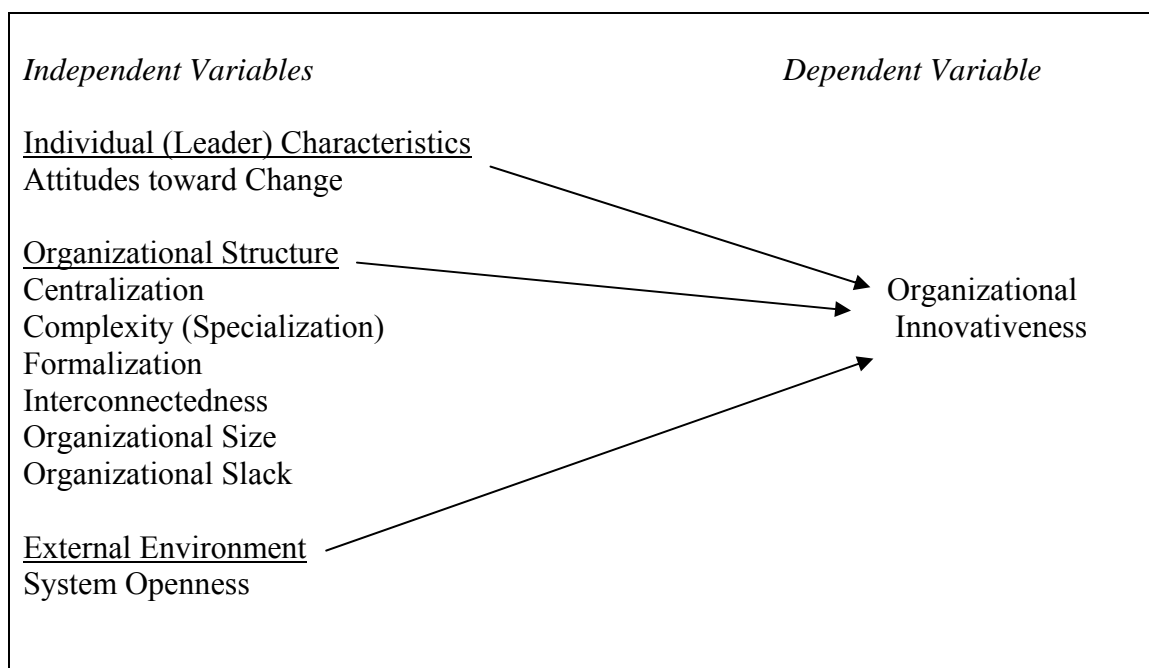 Independent Variables
Dependent Variable
Individual (Leader) Characteristics
Attitudes toward Change
Organizational Structure
Centralization
Complexity (Specialization)
Formalization
Interconnectedness
Organizational Size
Organizational Slack
External Environment
System Openness
Organizational
Innovativeness